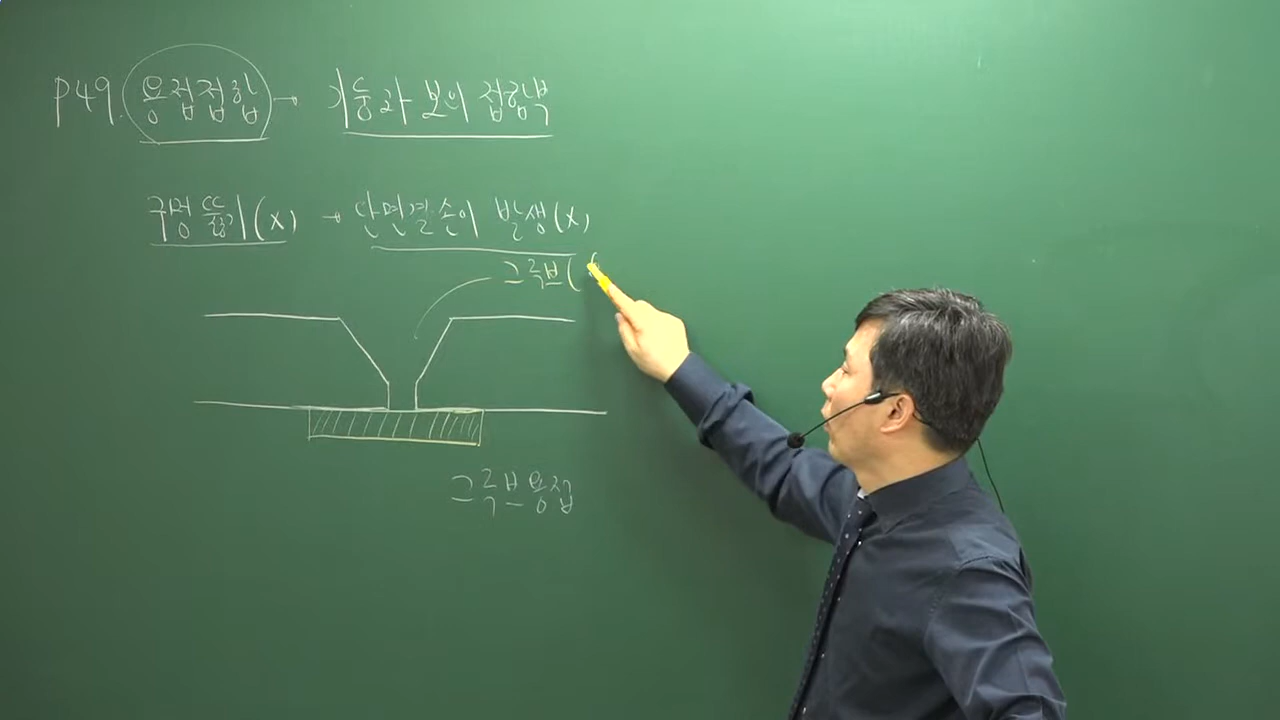 P49. 용접접합 → 기둥과 보의 접합부
구멍 뚫기(x) → 단면결손이 발생(x)
그루브(
그루브용접